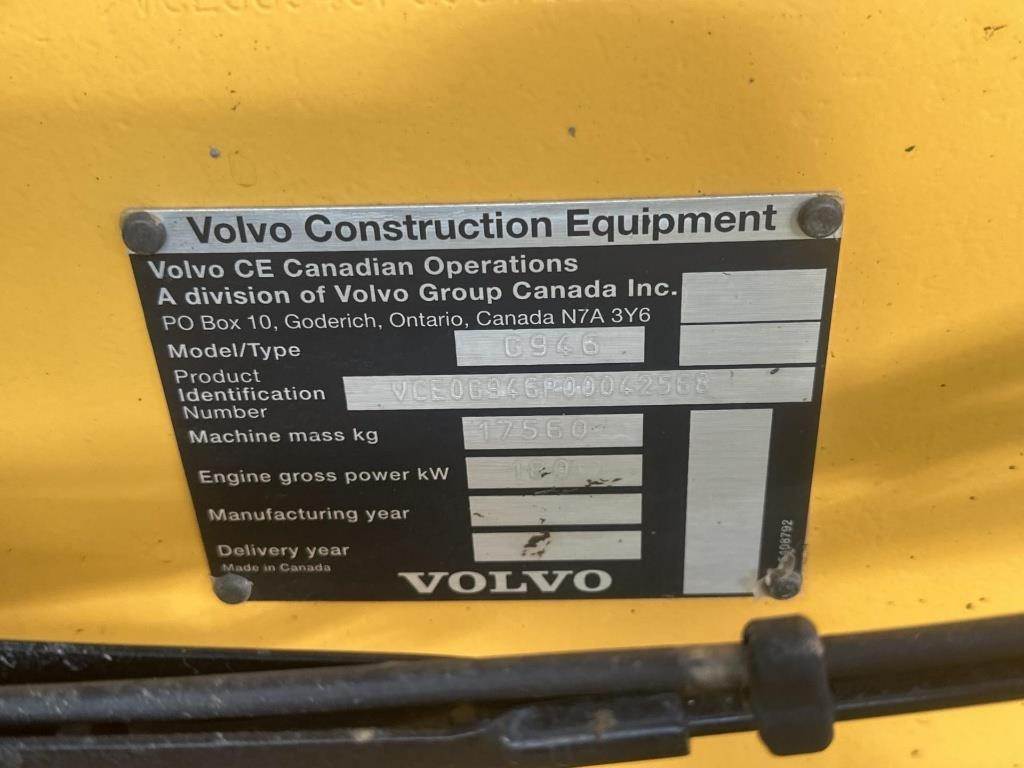 Volvo Construction Equipment
Volvo CE Canadian Operations
A division of Volvo Group Canada Inc.
PO Box 10, Goderich, Ontario, Canada N7A 3Y6
Model/Type G946
Product
Identification VCE0G946P00042568
Number
Machine mass kg 17560
Engine gross power kW
Manufacturing year
Delivery year
Made in Canada
VOLVO